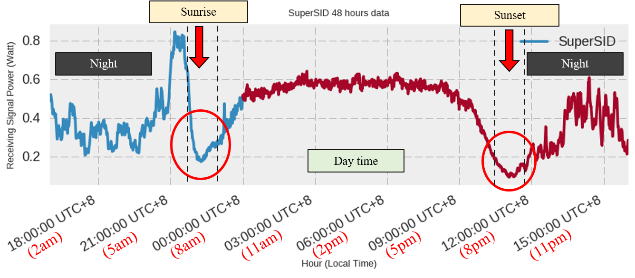 Sunrise
SuperSID 48 hours data
Sunset
SuperSID
Night
Night
Receiving Signal Power (Watt)
0.8
0.6
0.4
0.2
Day time
18:00:00 UTC+8
21:00:00 UTC+8
00:00:00 UTC+8
03:00:00 UTC+8
06:00:00 UTC+8
09:00:00 UTC+8
12:00:00 UTC+8
15:00:00 UTC+8
(2am)
(5am)
(8am)
(11am)
(2pm)
(5pm)
(8pm)
(11pm)
Hour (Local Time)